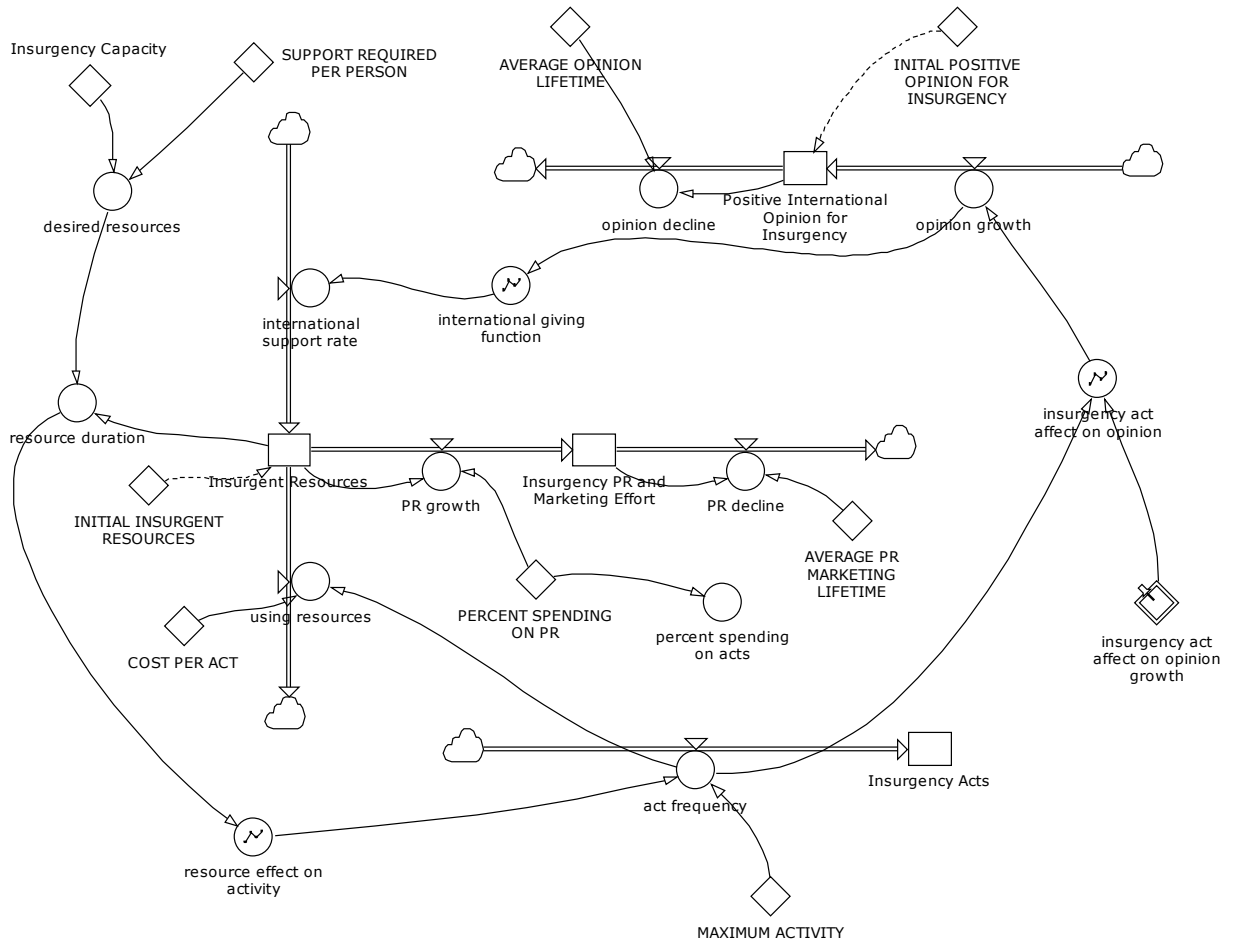 Insurgency Capacity
SUPPORT REQUIRED
PER PERSON
AVERAGE OPINION
LIFETIME
INITAL POSITIVE
OPINION FOR
INSURGENCY
desired resources
opinion decline
Positive International
Opinion for
Insurgency
opinion growth
international
support rate
international giving
function
resource duration
insurgency act
affect on opinion
Insurgent Resources
PR growth
Insurgency PR and
Marketing Effort
PR decline
INITIAL INSURGENT
RESOURCES
AVERAGE PR
MARKETING
LIFETIME
using resources
PERCENT SPENDING
ON PR
percent spending
on acts
COST PER ACT
insurgency act
affect on opinion
growth
act frequency
Insurgency Acts
resource effect on
activity
MAXIMUM ACTIVITY